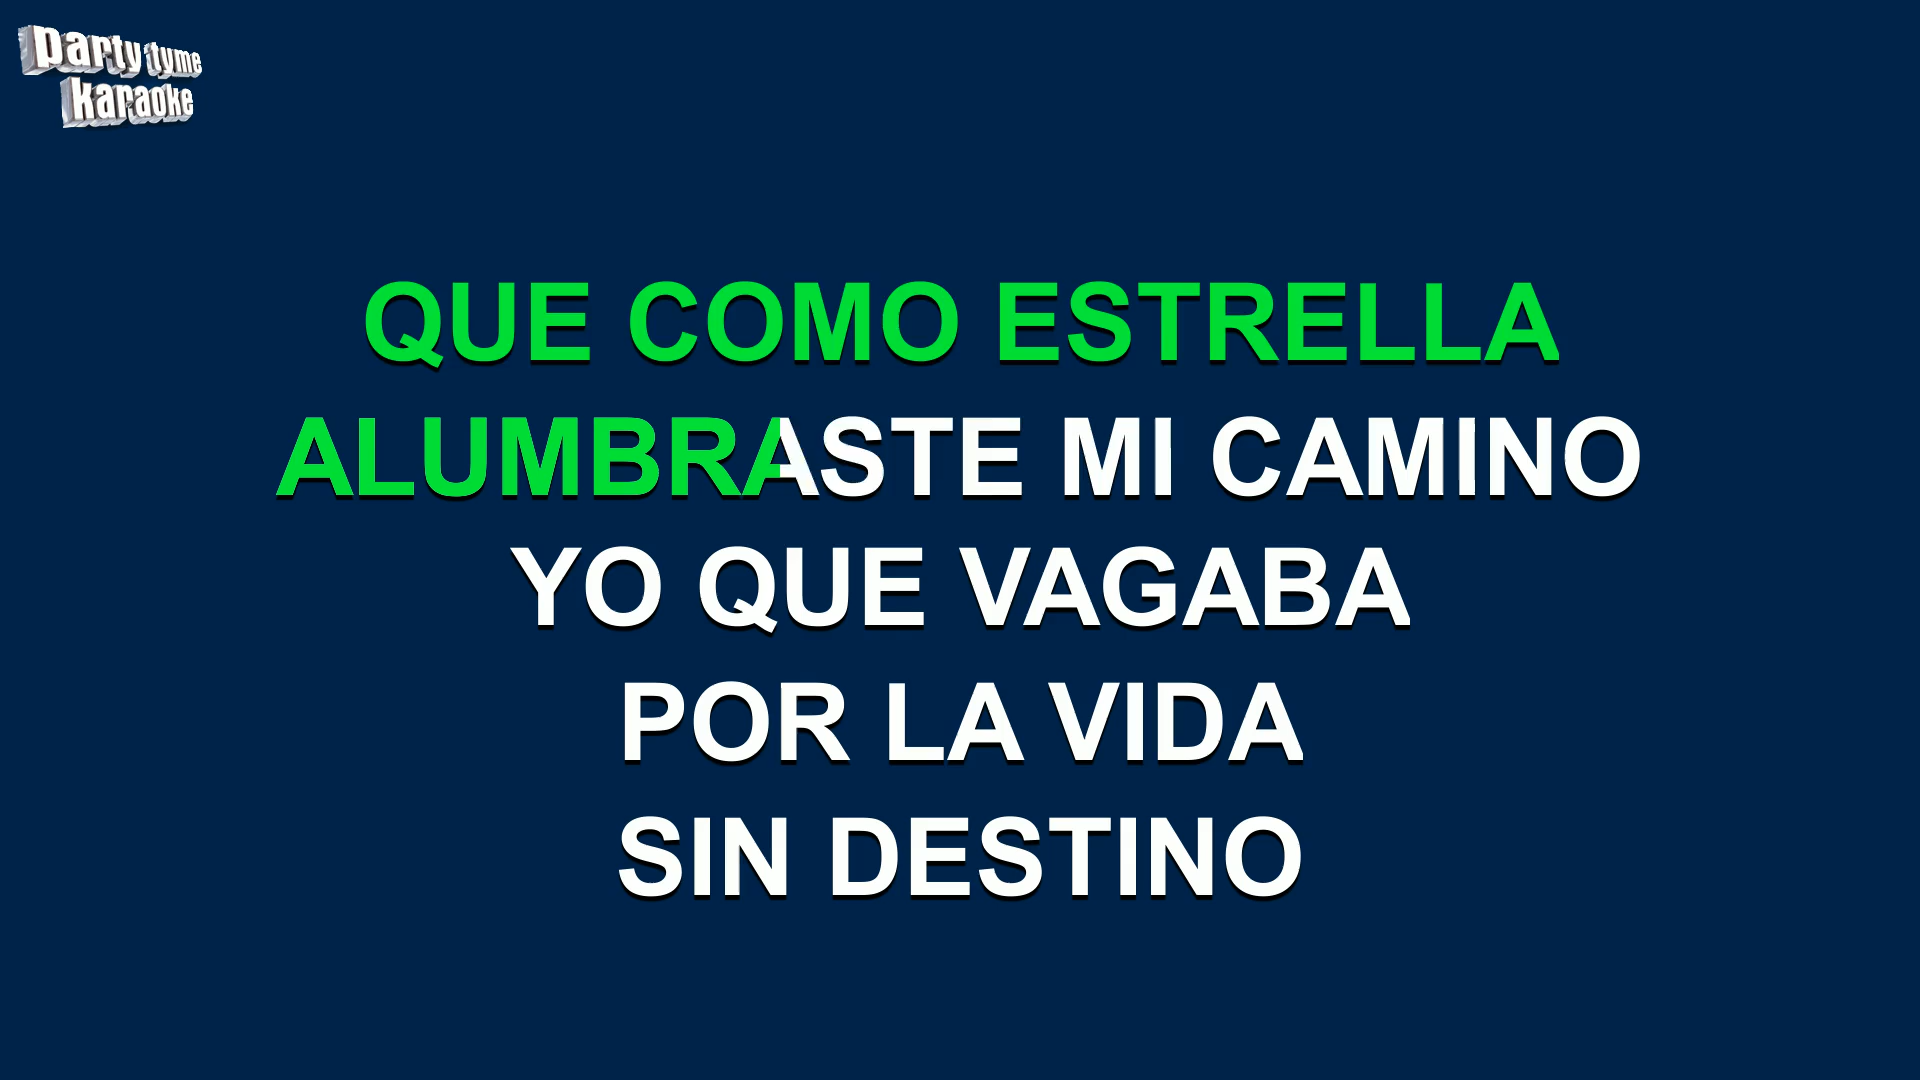 party tyme
karaoke
QUE COMO ESTRELLA
ALUMBRASTE MI CAMINO
YO QUE VAGABA
POR LA VIDA
SIN DESTINO